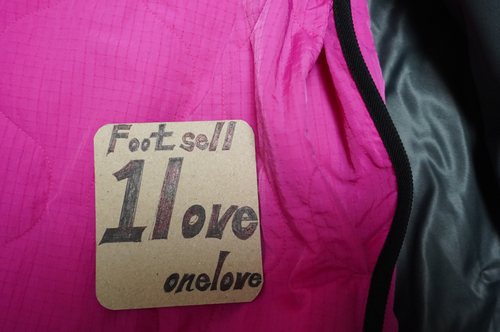 Foot sell
1love
onelove